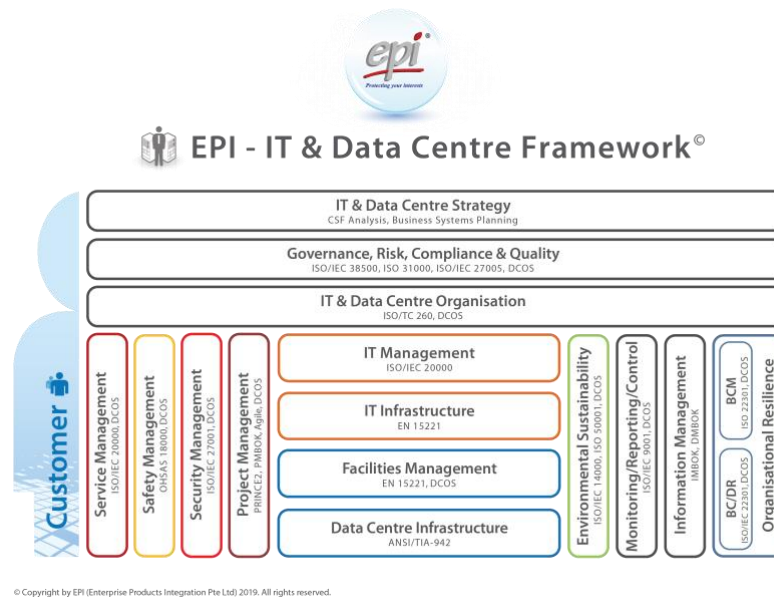 epi®
Protecting your interests
EPI - IT & Data Centre Framework©
IT & Data Centre Strategy
CSF Analysis, Business Systems Planning
Governance, Risk, Compliance & Quality
ISO/IEC 38500, ISO 31000, ISO/IEC 27005, DCOS
IT & Data Centre Organisation
ISO/TC 260, DCOS
Customer
Service Management
ISO/IEC 20000, DCOS
Safety Management
OHSAS 18000, DCOS
Security Management
ISO/IEC 27001, DCOS
Project Management
PRINCE2, PMBOK, Agile, DCOS
IT Management
ISO/IEC 20000
IT Infrastructure
EN 15221
Facilities Management
EN 15221, DCOS
Data Centre Infrastructure
ANSI/TIA-942
Environmental Sustainability
ISO/IEC 14000, ISO 50001, DCOS
Monitoring/Reporting/Control
ISO/IEC 9001, DCOS
Information Management
IMBOK, DMBOK
BCM
ISO 22301, DCOS
BC/DR
ISO/IEC 22301, DCOS
Organisational Resilience
© Copyright by EPI (Enterprise Products Integration Pte Ltd) 2019. All rights reserved.